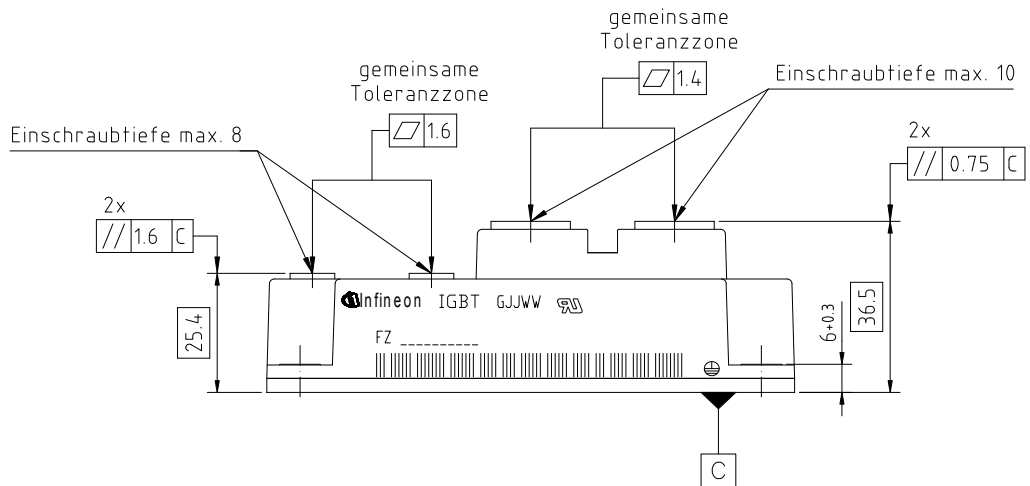 gemeinsame
Toleranzzone
1.4
gemeinsame
Toleranzzone
1.6
Einschraubtiefe max. 10
Einschraubtiefe max. 8
2x
// 0.75 C
2x
// 1.6 C
Infineon IGBT GJJWW
FZ __________
25.4
6+0.3
36.5
C